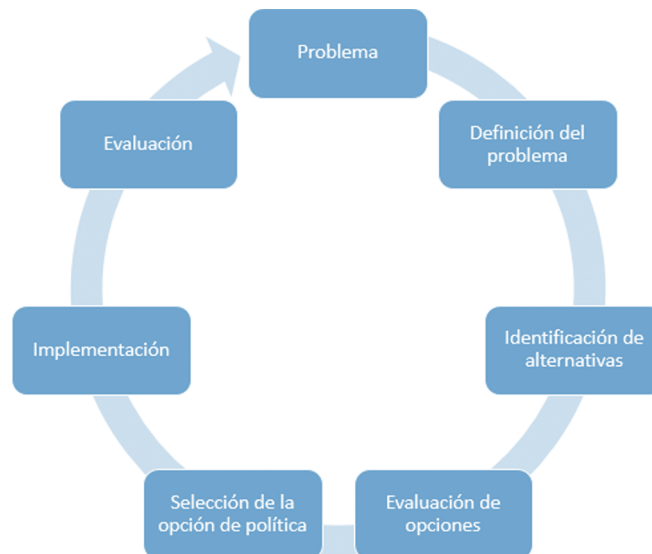 Problema
Definición del
problema
Identificación de
alternativas
Evaluación de
opciones
Selección de la
opción de política
Implementación
Evaluación